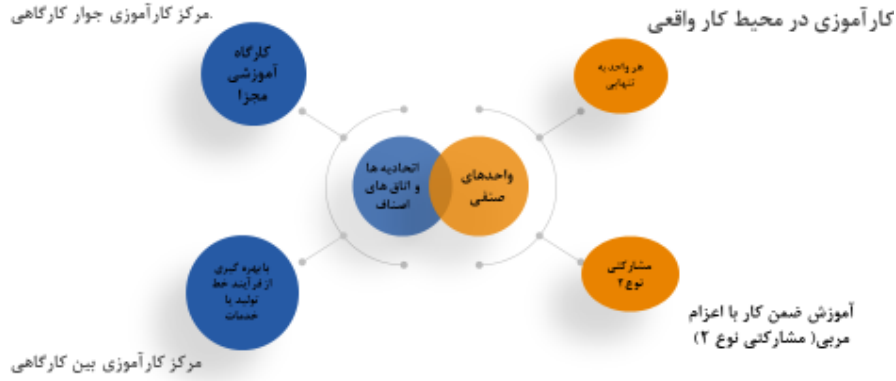 کارآموزی در محیط کار واقعی
مرکز کارآموزی جوار کارگاهی.
هر واحد به
تنهایی
کارگاه
آموزشی
مجزا
واحدهای
صنفی
اتحادیه ها
و اتاق های
اصناف
مشارکتی
نوع ۲
با بهره گیری
از فرآیند خط
تولید یا
خدمات
آموزش ضمن کار با اعزام
مربی( مشارکتی نوع ۲)
مرکز کارآموزی بین کارگاهی